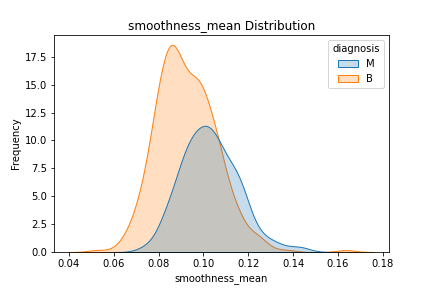 smoothness_mean Distribution
diagnosis
M
B
17.5
15.0
12.5
10.0
7.5
5.0
2.5
0.0
Frequency
0.04 0.06 0.08 0.10 0.12 0.14 0.16 0.18
smoothness_mean